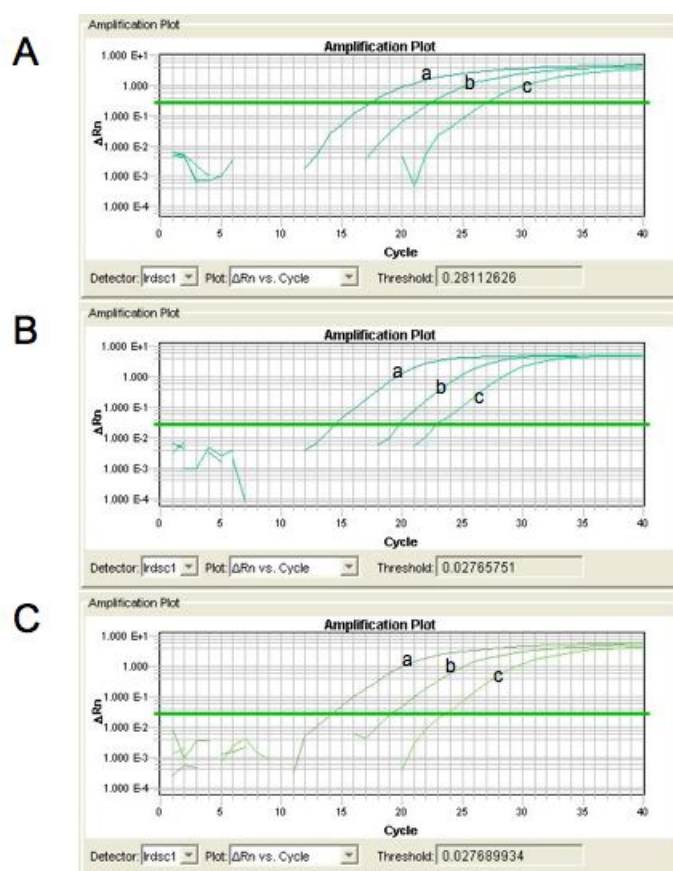 A
Amplification Plot
Amplification Plot
1.000 E+1
1.000
1.000 E-1
1.000 E-2
1.000 E-3
1.000 E-4
ΔRn
a
b
c
0 5 10 15 20 25 30 35 40
Cycle
Detector: lrdsc1 Plot: ΔRn vs. Cycle Threshold: 0.28112626
B
Amplification Plot
Amplification Plot
1.000 E+1
1.000
1.000 E-1
1.000 E-2
1.000 E-3
1.000 E-4
ΔRn
a
b
c
0 5 10 15 20 25 30 35 40
Cycle
Detector: lrdsc1 Plot: ΔRn vs. Cycle Threshold: 0.02765751
C
Amplification Plot
Amplification Plot
1.000 E+1
1.000
1.000 E-1
1.000 E-2
1.000 E-3
1.000 E-4
ΔRn
a
b
c
0 5 10 15 20 25 30 35 40
Cycle
Detector: lrdsc1 Plot: ΔRn vs. Cycle Threshold: 0.027689934